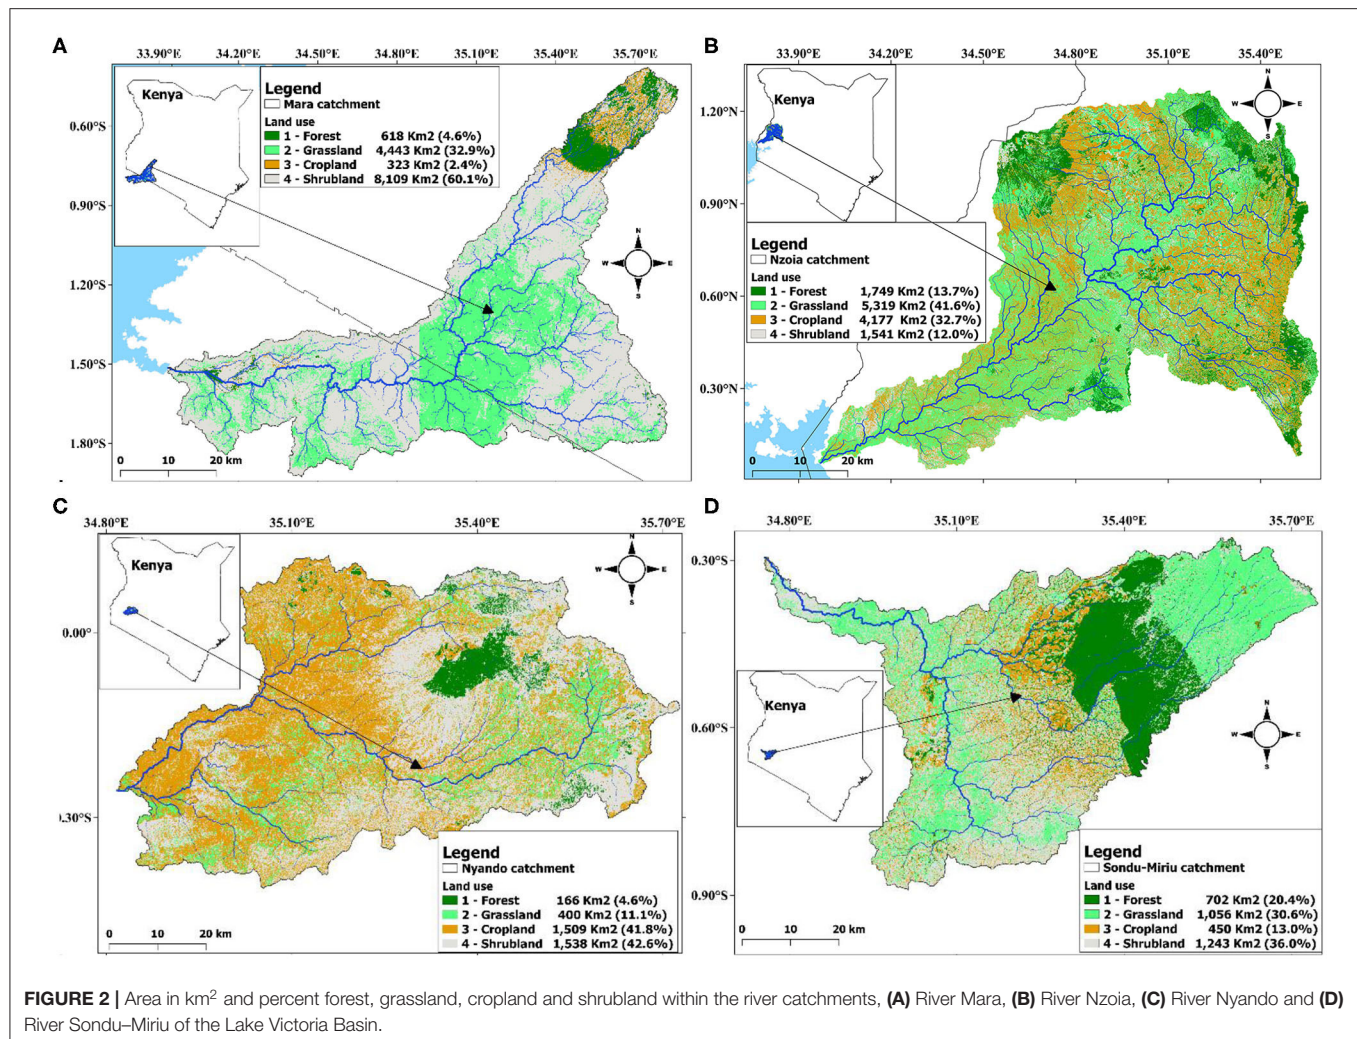 A
33.90°E 34.20°E 34.50°E 34.80°E 35.10°E 35.40°E 35.70°E
Kenya
Legend
Mara catchment
Land use
1 - Forest 618 Km2 (4.6%)
2 - Grassland 4,443 Km2 (32.9%)
3 - Cropland 323 Km2 (2.4%)
4 - Shrubland 8,109 Km2 (60.1%)
0.60°S
0.90°S
1.20°S
1.50°S
1.80°S
N
W E
S
0 10 20 km
B
33.90°E 34.20°E 34.50°E 34.80°E 35.10°E 35.40°E
Kenya
1.20°S
0.90°S
0.60°S
0.30°S
N
W E
S
Legend
Nzoia catchment
Land use
1 - Forest 1,749 Km2 (13.7%)
2 - Grassland 5,319 Km2 (41.6%)
3 - Cropland 4,177 Km2 (32.7%)
4 - Shrubland 1,541 Km2 (12.0%)
0 10 20 km
C
34.80°E 35.10°E 35.40°E 35.70°E
Kenya
N
W E
S
0.00°
.30°S
Legend
Nyando catchment
Land use
1 - Forest 166 Km2 (4.6%)
2 - Grassland 400 Km2 (11.1%)
3 - Cropland 1,509 Km2 (41.8%)
4 - Shrubland 1,538 Km2 (42.6%)
0 10 20 km
D
34.80°E 35.10°E 35.40°E 35.70°E
0.30°S
0.60°S
0.90°S
Kenya
N
W E
S
Legend
Sondu-Miriu catchment
Land use
1 - Forest 702 Km2 (20.4%)
2 - Grassland 1,056 Km2 (30.6%)
3 - Cropland 450 Km2 (13.0%)
4 - Shrubland 1,243 Km2 (36.0%)
0 10 20 km
FIGURE 2 | Area in km² and percent forest, grassland, cropland and shrubland within the river catchments, (A) River Mara, (B) River Nzoia, (C) River Nyando and (D)
River Sondu–Miriu of the Lake Victoria Basin.